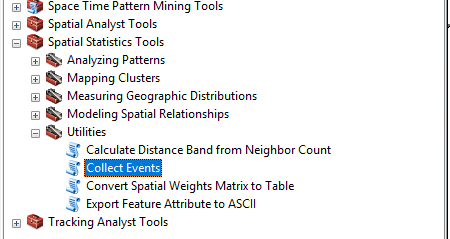 Space Time Pattern Mining Tools
Spatial Analyst Tools
Spatial Statistics Tools
Analyzing Patterns
Mapping Clusters
Measuring Geographic Distributions
Modeling Spatial Relationships
Utilities
Calculate Distance Band from Neighbor Count
Collect Events
Convert Spatial Weights Matrix to Table
Export Feature Attribute to ASCII
Tracking Analyst Tools